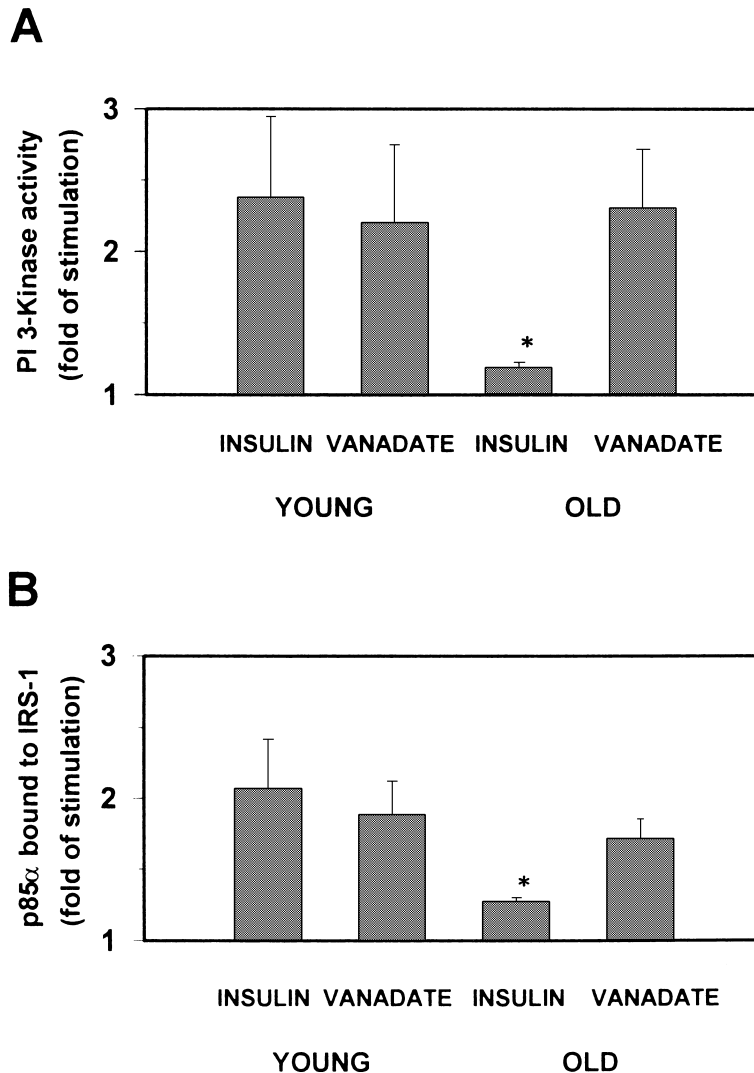 A
PI 3-Kinase activity
(fold of stimulation)
3
2
1
*
INSULIN VANADATE INSULIN VANADATE
YOUNG OLD
B
p85α bound to IRS-1
(fold of stimulation)
3
2
1
*
INSULIN VANADATE INSULIN VANADATE
YOUNG OLD